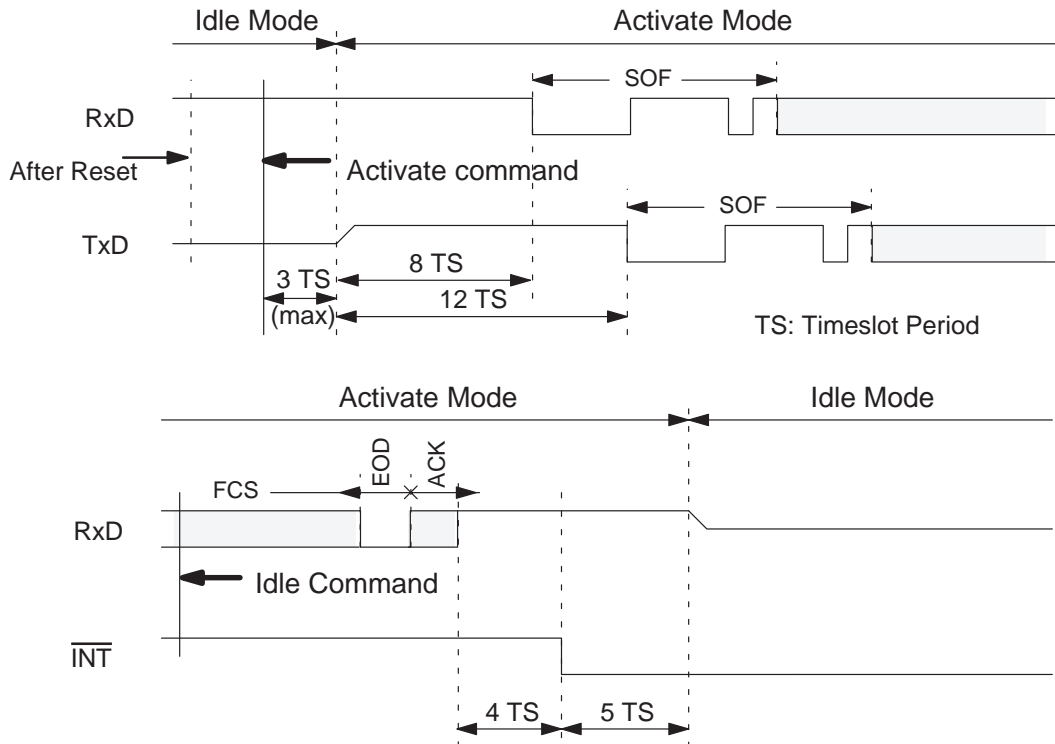 Idle Mode
Activate Mode
SOF
RxD
After Reset
Activate command
SOF
TxD
8 TS
3 TS
(max)
12 TS
TS: Timeslot Period
Activate Mode
Idle Mode
EOD
ACK
FCS
RxD
Idle Command
INT
4 TS
5 TS